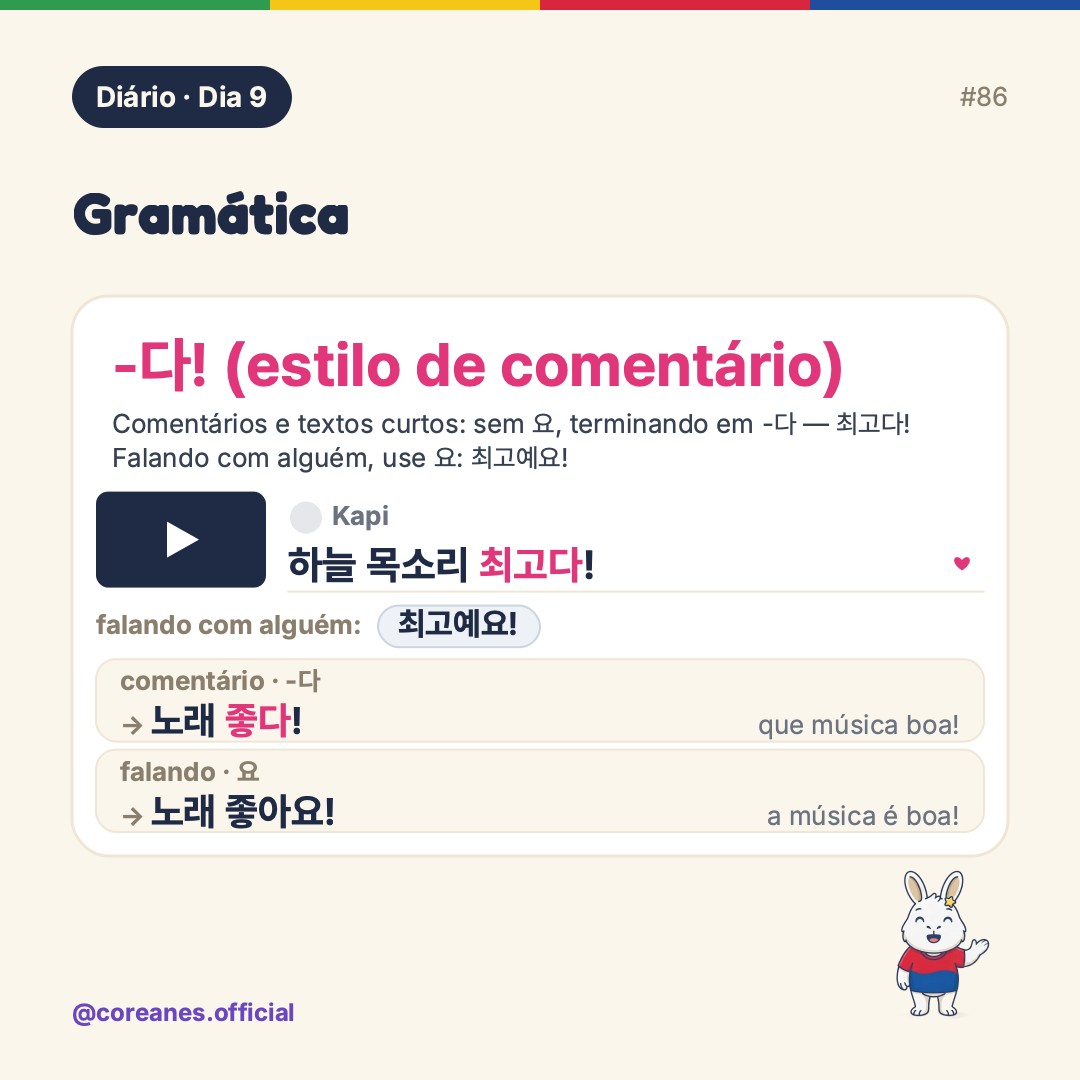 Diário · Dia 9
#86
Gramática
-다! (estilo de comentário)
Comentários e textos curtos: sem 요, terminando em -다 — 최고다!
Falando com alguém, use 요: 최고예요!
Kapi
하늘 목소리 최고다!
falando com alguém: 최고예요!
comentário · -다
→ 노래 좋다!
que música boa!
falando · 요
→ 노래 좋아요!
a música é boa!
@coreanes.official